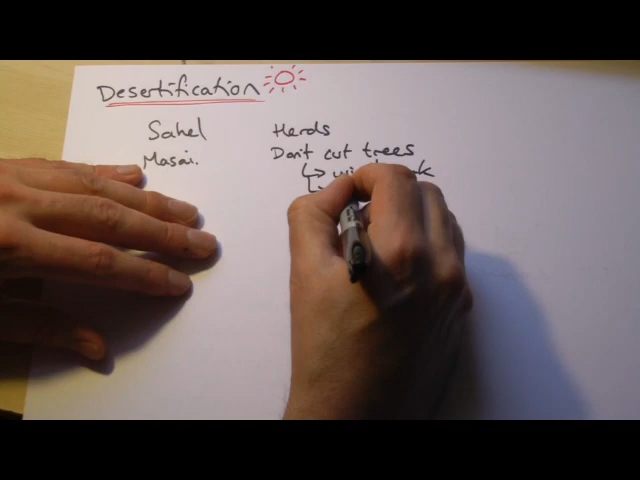 Desertification
Sahel
Herds
Masai.
Don't cut trees